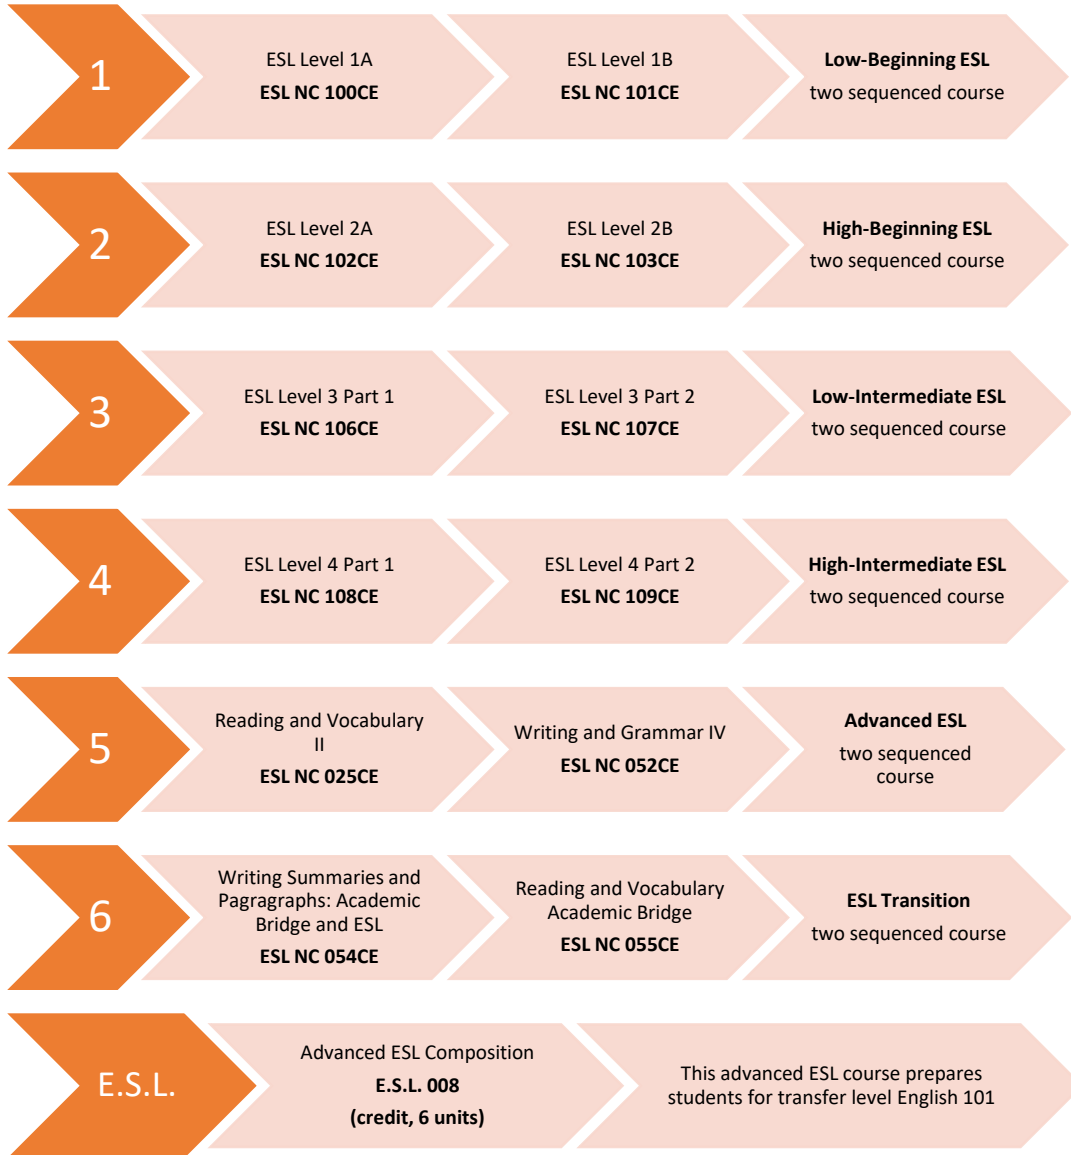 1
ESL Level 1A
ESL NC 100CE
ESL Level 1B
ESL NC 101CE
Low-Beginning ESL
two sequenced course
2
ESL Level 2A
ESL NC 102CE
ESL Level 2B
ESL NC 103CE
High-Beginning ESL
two sequenced course
3
ESL Level 3 Part 1
ESL NC 106CE
ESL Level 3 Part 2
ESL NC 107CE
Low-Intermediate ESL
two sequenced course
4
ESL Level 4 Part 1
ESL NC 108CE
ESL Level 4 Part 2
ESL NC 109CE
High-Intermediate ESL
two sequenced course
5
Reading and Vocabulary
II
ESL NC 025CE
Writing and Grammar IV
ESL NC 052CE
Advanced ESL
two sequenced
course
6
Writing Summaries and
Pagragraphs: Academic
Bridge and ESL
ESL NC 054CE
Reading and Vocabulary
Academic Bridge
ESL NC 055CE
ESL Transition
two sequenced course
E.S.L.
Advanced ESL Composition
E.S.L. 008
(credit, 6 units)
This advanced ESL course prepares
students for transfer level English 101